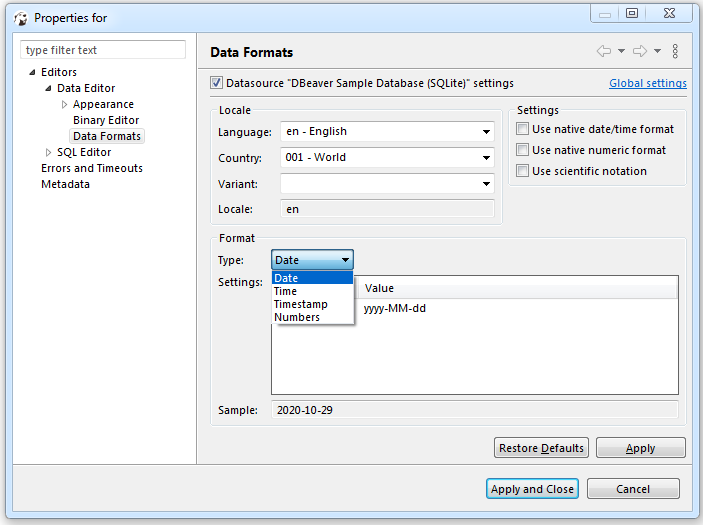 Properties for
type filter text
Editors
Data Editor
Appearance
Binary Editor
Data Formats
SQL Editor
Errors and Timeouts
Metadata
Data Formats
Datasource "DBeaver Sample Database (SQLite)" settings
Global settings
Locale
Language: en - English
Country: 001 - World
Variant:
Locale: en
Settings
Use native date/time format
Use native numeric format
Use scientific notation
Format
Type: Date
Date
Time
Timestamp
Numbers
Settings:
Value
yyyy-MM-dd
Sample: 2020-10-29
Restore Defaults
Apply
Apply and Close
Cancel